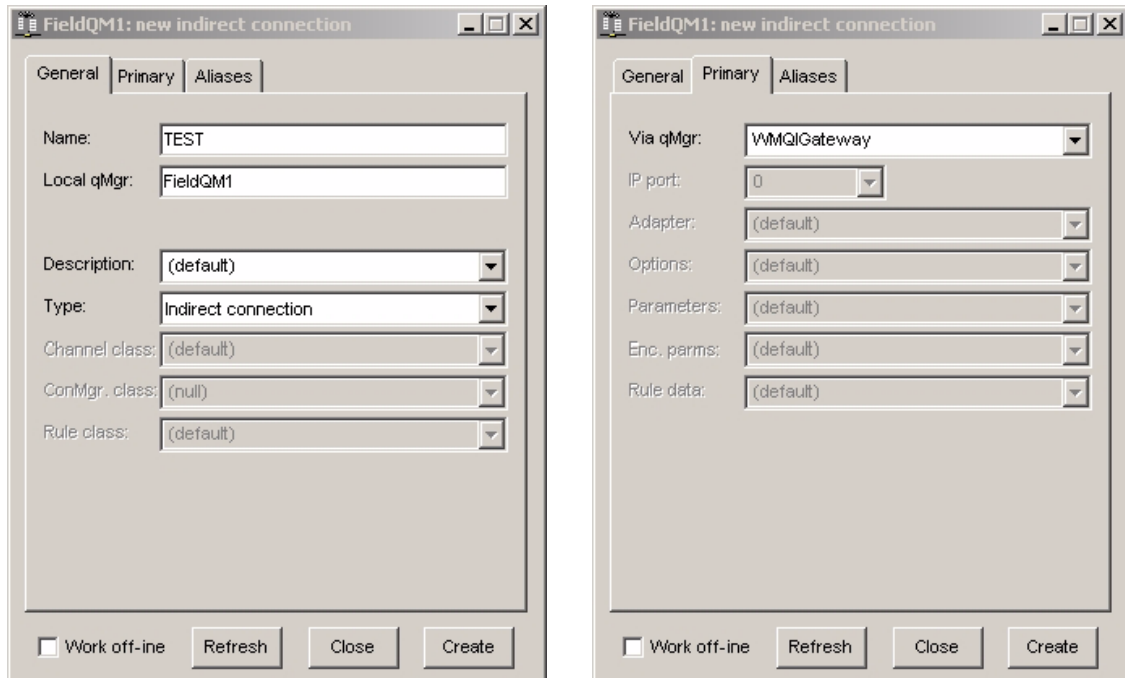 FieldQM1: new indirect connection
General Primary Aliases
Name: TEST
Local qMgr: FieldQM1
Description: (default)
Type: Indirect connection
Channel class: (default)
ConMgr. class: (null)
Rule class: (default)
Work off-ine Refresh Close Create
FieldQM1: new indirect connection
General Primary Aliases
Via qMgr: WMQIGateway
IP port: 0
Adapter: (default)
Options: (default)
Parameters: (default)
Enc. parms: (default)
Rule data: (default)
Work off-ine Refresh Close Create